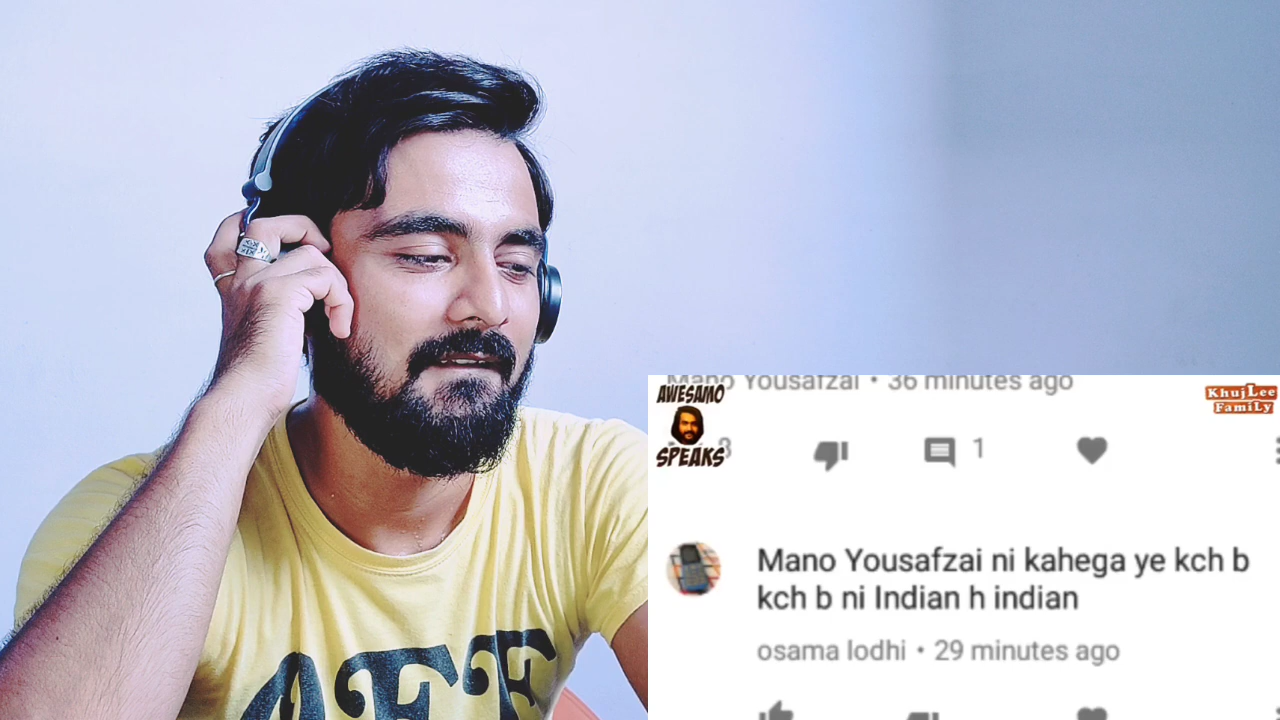 Mano Yousafzai • 36 minutes ago
AWESAMO
SPEAKS
KhujLee
FamiLy
3
1
Mano Yousafzai ni kahega ye kch b
kch b ni Indian h indian
osama lodhi • 29 minutes ago